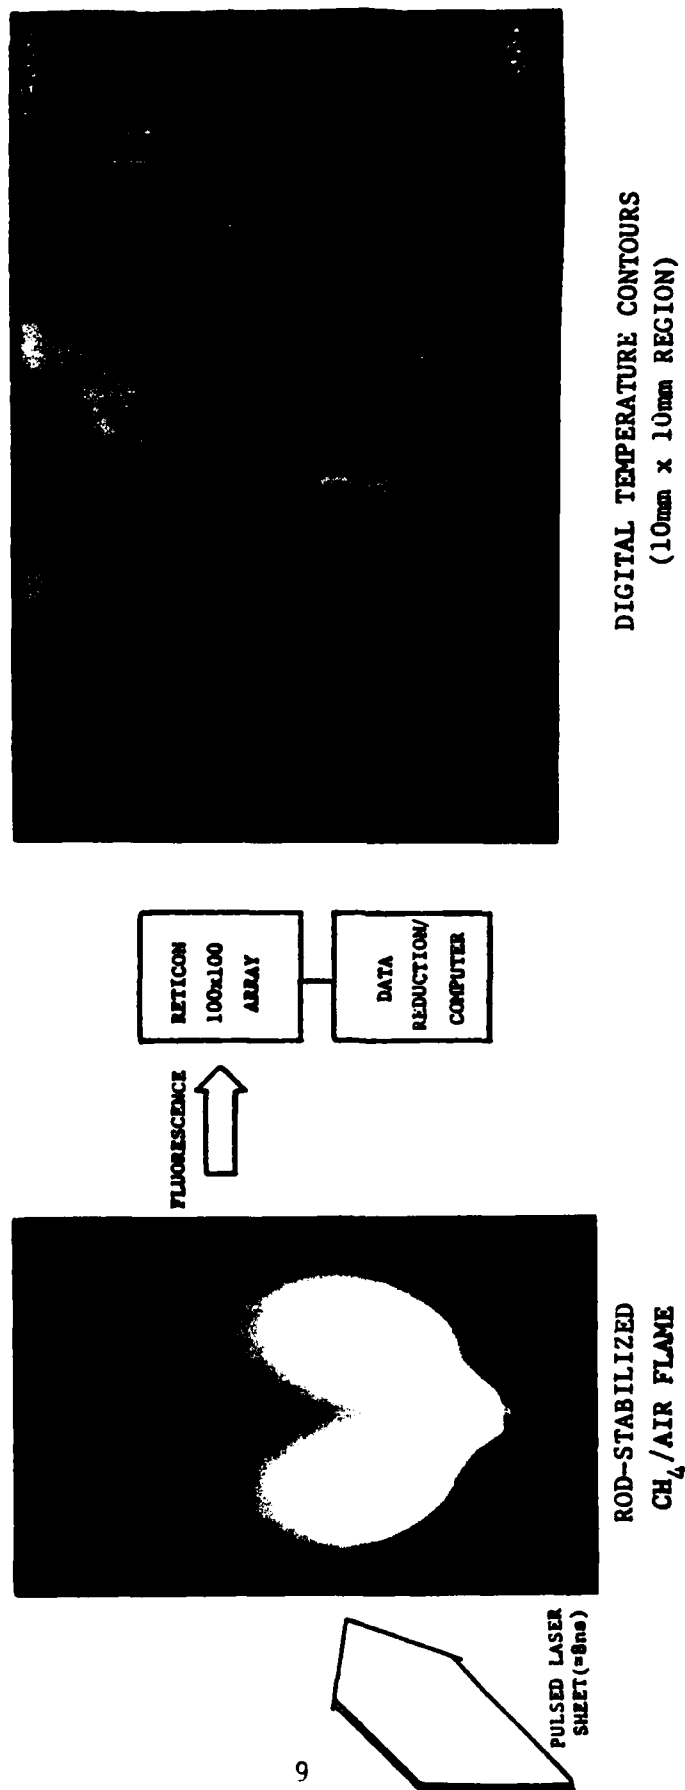 PULSED LASER
SHEET(≈8ns)
ROD-STABILIZED
CH₄/AIR FLAME
FLUORESCENCE
RETICON
100x100
ARRAY
DATA
REDUCTION/
COMPUTER
DIGITAL TEMPERATURE CONTOURS
(10mm x 10mm REGION)
9